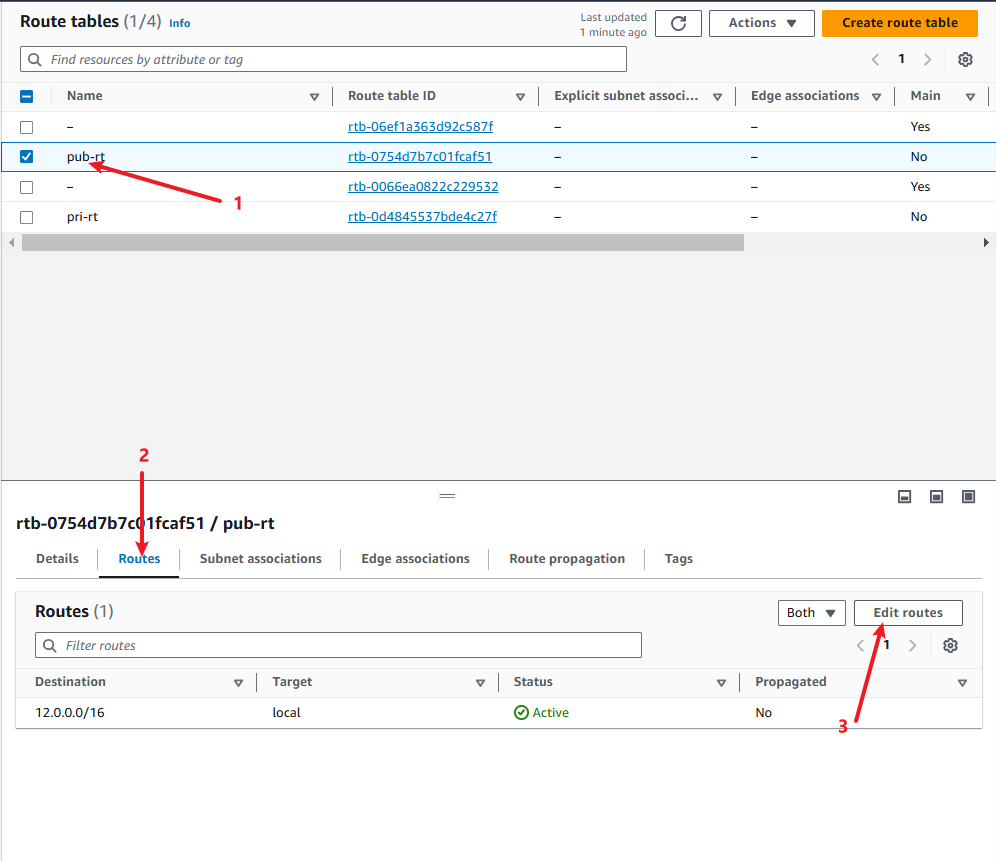 Route tables (1/4) Info
Last updated
1 minute ago
Actions
Create route table
Find resources by attribute or tag
1
Name Route table ID Explicit subnet associ... Edge associations Main
– rtb-06ef1a363d92c587f – – Yes
pub-rt rtb-0754d7b7c01fcaf51 – – No
– rtb-0066ea0822c229532 – – Yes
1
pri-rt rtb-0d4845537bde4c27f – – No
2
rtb-0754d7b7c01fcaf51 / pub-rt
Details Routes Subnet associations Edge associations Route propagation Tags
Routes (1)
Both
Edit routes
Filter routes
1
Destination Target Status Propagated
12.0.0.0/16 local Active No
3